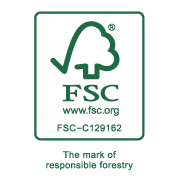 ®
FSC
www.fsc.org
FSC-C129162
The mark of
responsible forestry